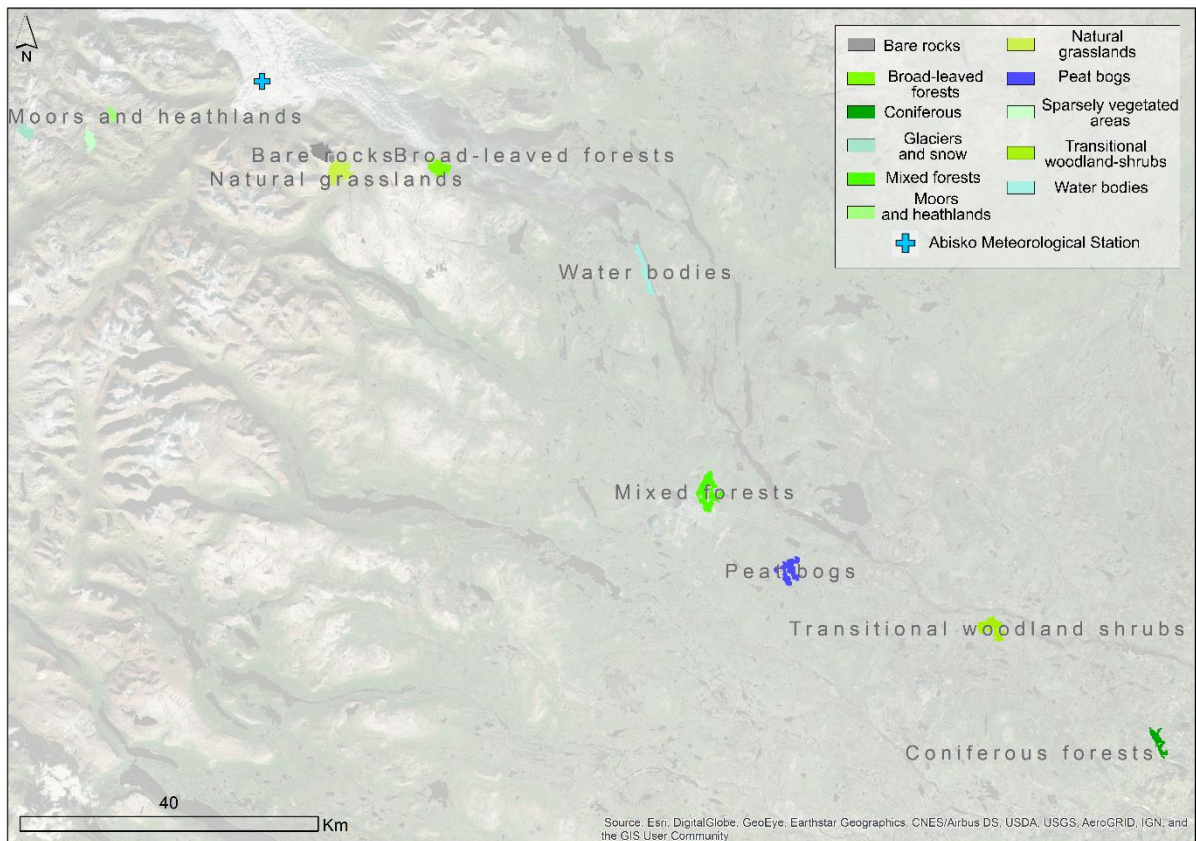 N
Bare rocks
Broad-leaved
forests
Coniferous
Glaciers
and snow
Mixed forests
Moors
and heathlands
Natural
grasslands
Peat bogs
Sparsely vegetated
areas
Transitional
woodland-shrubs
Water bodies
Abisko Meteorological Station
Moors and heathlands
Bare rocks
Broad-leaved forests
Natural grasslands
Water bodies
Mixed forests
Peat bogs
Transitional woodland shrubs
Coniferous forests
40
Km
Source: Esri, DigitalGlobe, GeoEye, Earthstar Geographics, CNES/Airbus DS, USDA, USGS, AeroGRID, IGN, and
the GIS User Community